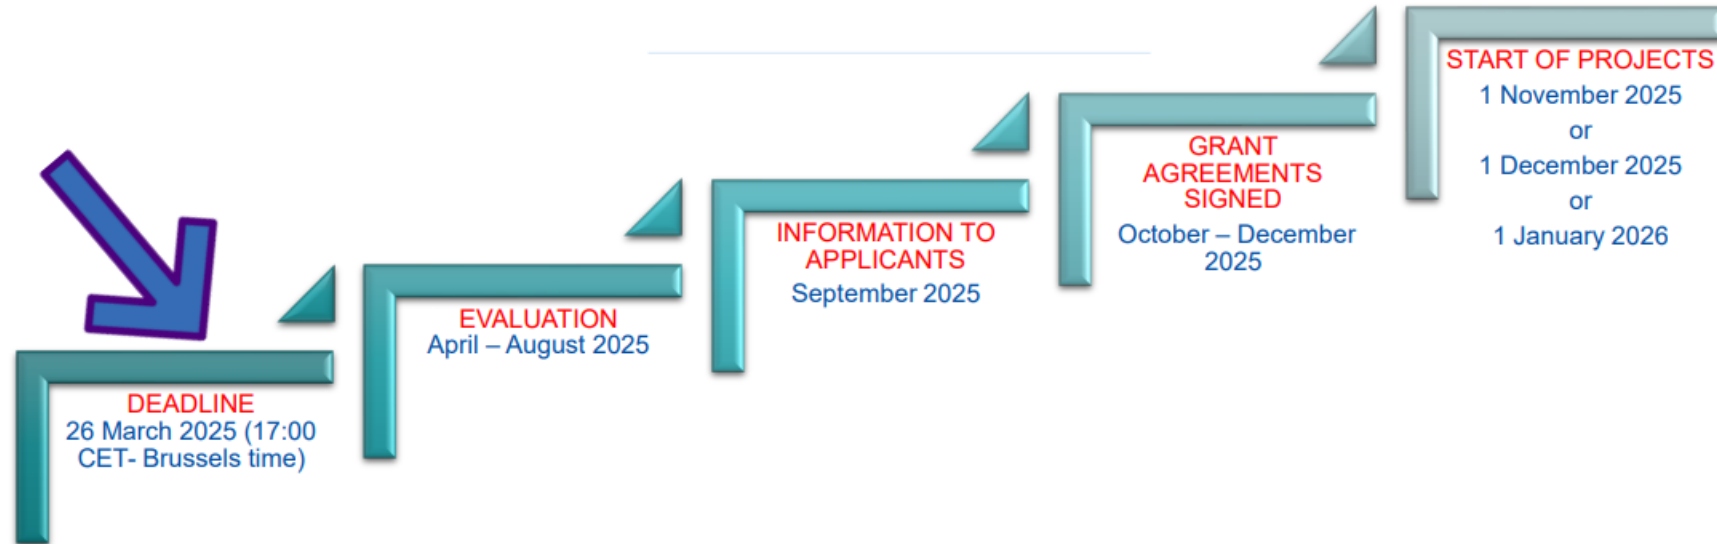 DEADLINE
26 March 2025 (17:00
CET- Brussels time)
EVALUATION
April – August 2025
INFORMATION TO
APPLICANTS
September 2025
GRANT
AGREEMENTS
SIGNED
October – December
2025
START OF PROJECTS
1 November 2025
or
1 December 2025
or
1 January 2026